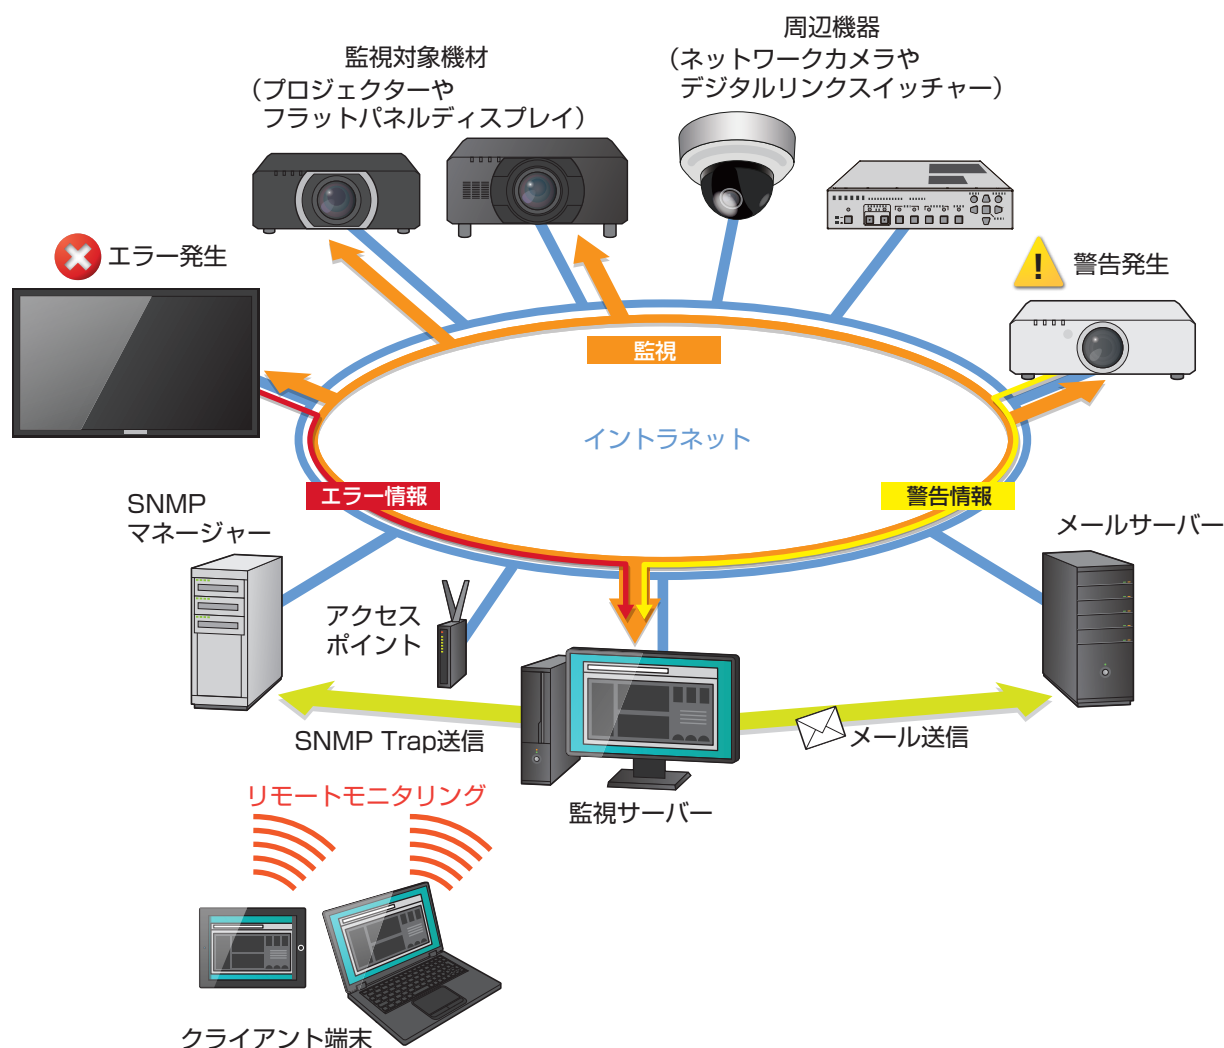 監視対象機材
（プロジェクターや
フラットパネルディスプレイ）
周辺機器
（ネットワークカメラや
デジタルリンクスイッチャー）
エラー発生
警告発生
監視
イントラネット
エラー情報
警告情報
SNMP
マネージャー
メールサーバー
アクセス
ポイント
SNMP Trap送信
メール送信
監視サーバー
リモートモニタリング
クライアント端末